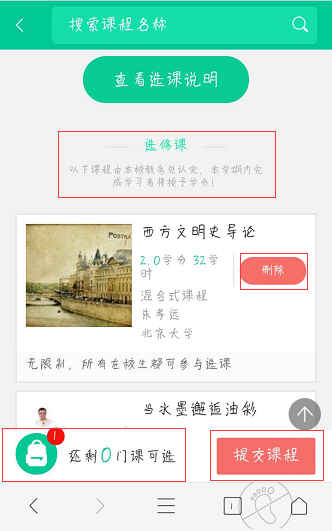 搜索课程名称
查看选课说明
选修课
以下课程由本校教务处认定，本学期内完
成学习者将授予学分！
西方文明史导论
2.0学分 32学
时
删除
混合式课程
朱孝远
北京大学
无限制，所有在校生都可参与选课
当水墨邂逅油彩
1
还剩0门课可选
提交课程
1